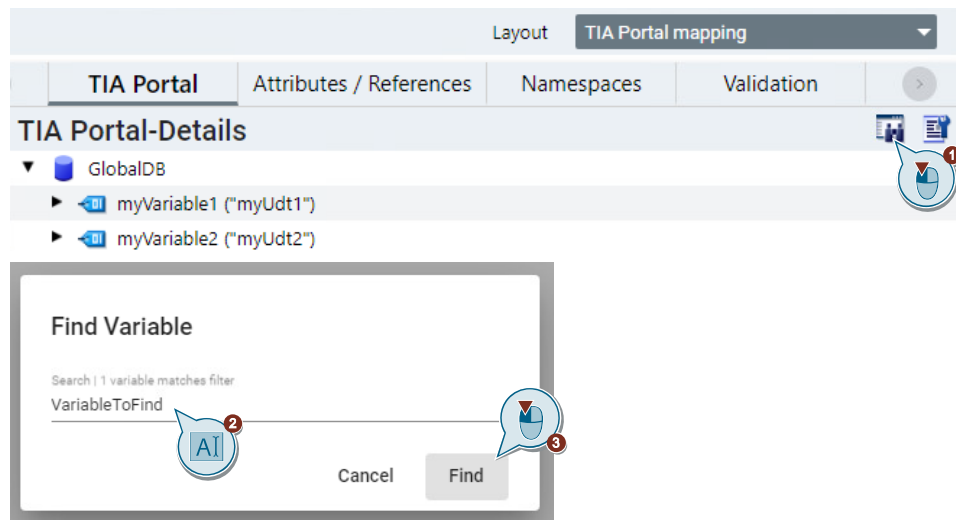 Layout TIA Portal mapping
TIA Portal Attributes / References Namespaces Validation
TIA Portal-Details
1
GlobalDB
myVariable1 ("myUdt1")
myVariable2 ("myUdt2")
Find Variable
Search | 1 variable matches filter
VariableToFind
2
AI
3
Cancel Find